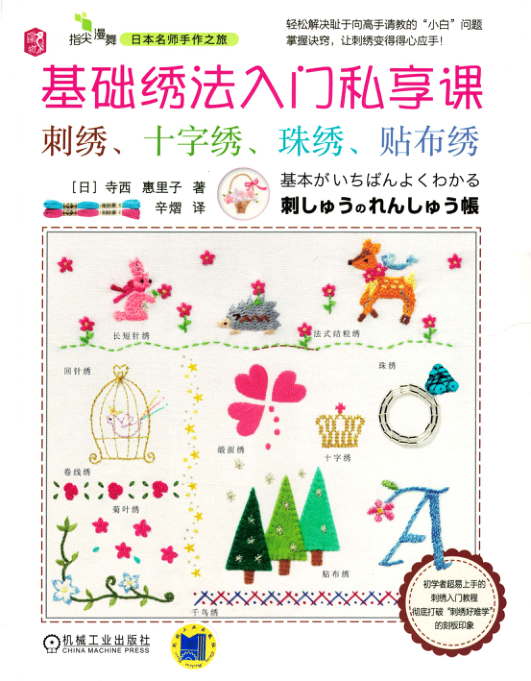 指尖漫舞 日本名师手作之旅
轻松解决耻于向高手请教的“小白”问题
掌握诀窍，让刺绣变得得心应手！
基础绣法入门私享课
刺绣、十字绣、珠绣、贴布绣
［日］寺西 惠里子 著
辛熠 译
基本がいちばんよくわかる
刺しゅうのれんしゅう帳
长短针绣
法式结粒绣
回针绣
珠绣
缎面绣
十字绣
卷线绣
菊叶绣
贴布绣
千鸟绣
A
初学者超易上手的
刺绣入门教程
彻底打破“刺绣好难学”
的刻板印象
机械工业出版社
CHINA MACHINE PRESS